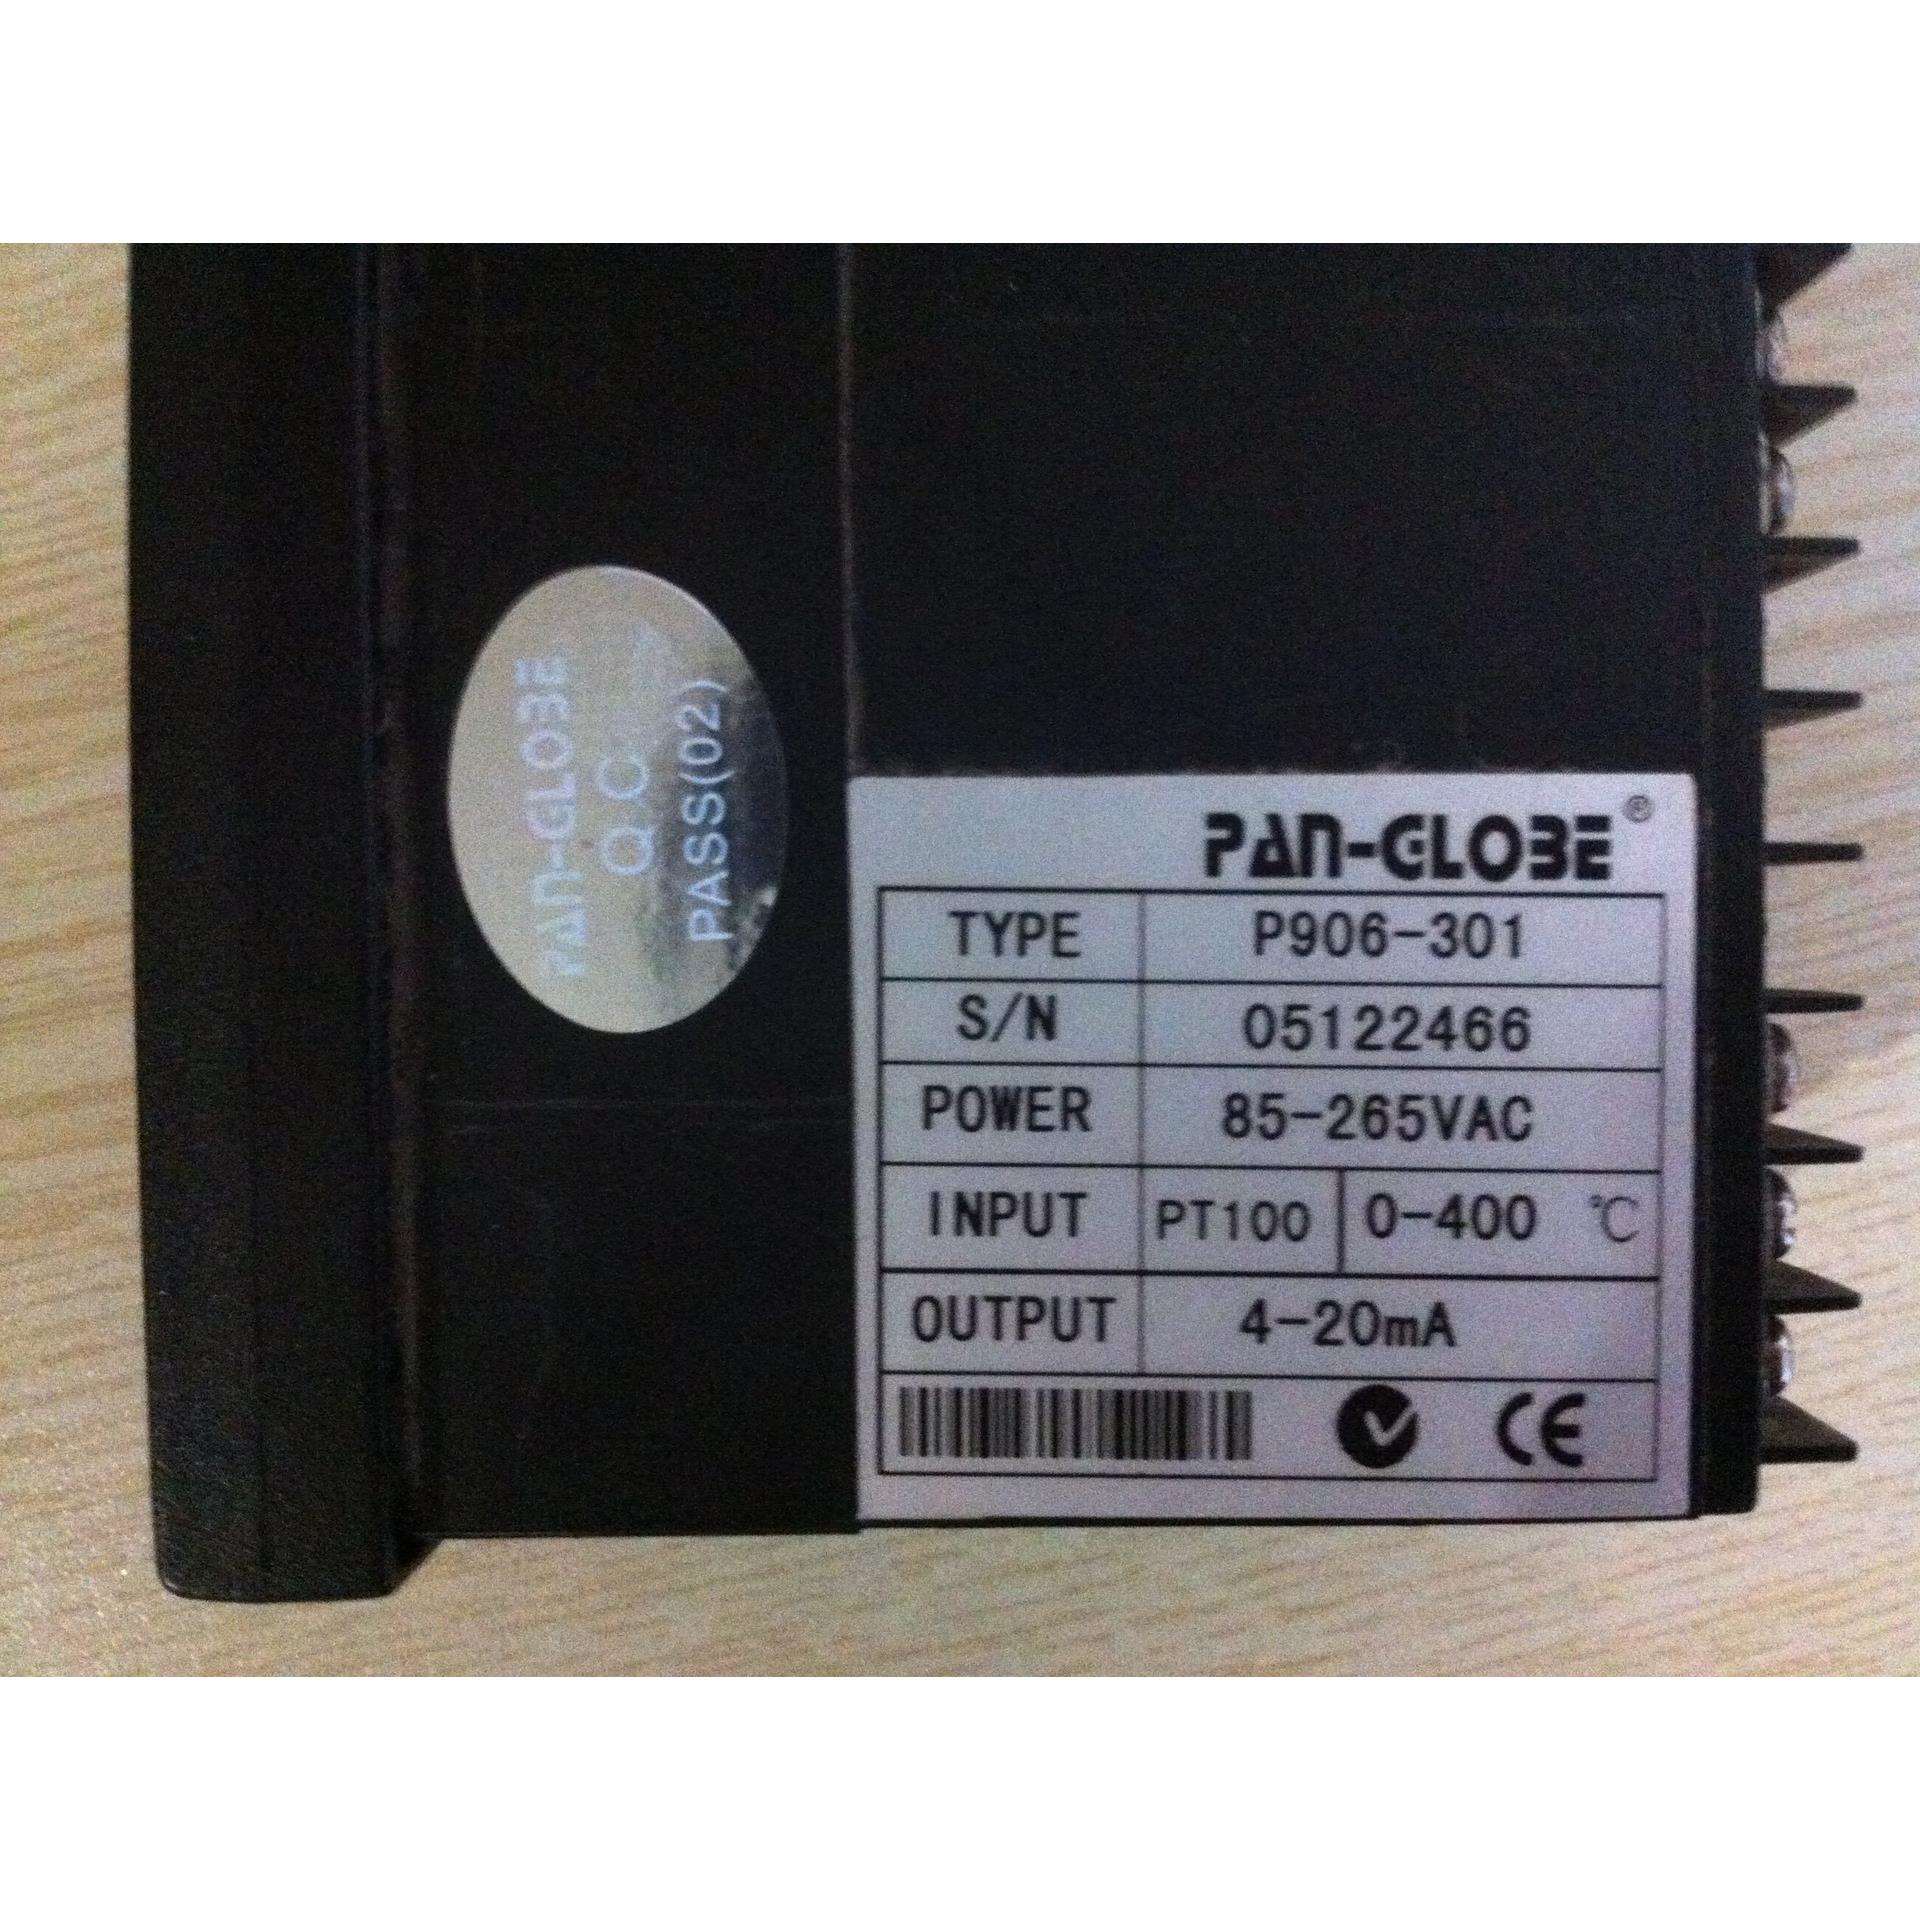 PAN-GLOBE
Q.C
PASS(02)
PAN-GLOBE®
TYPE P906-301
S/N 05122466
POWER 85-265VAC
INPUT PT100 0-400 ℃
OUTPUT 4-20mA
CE